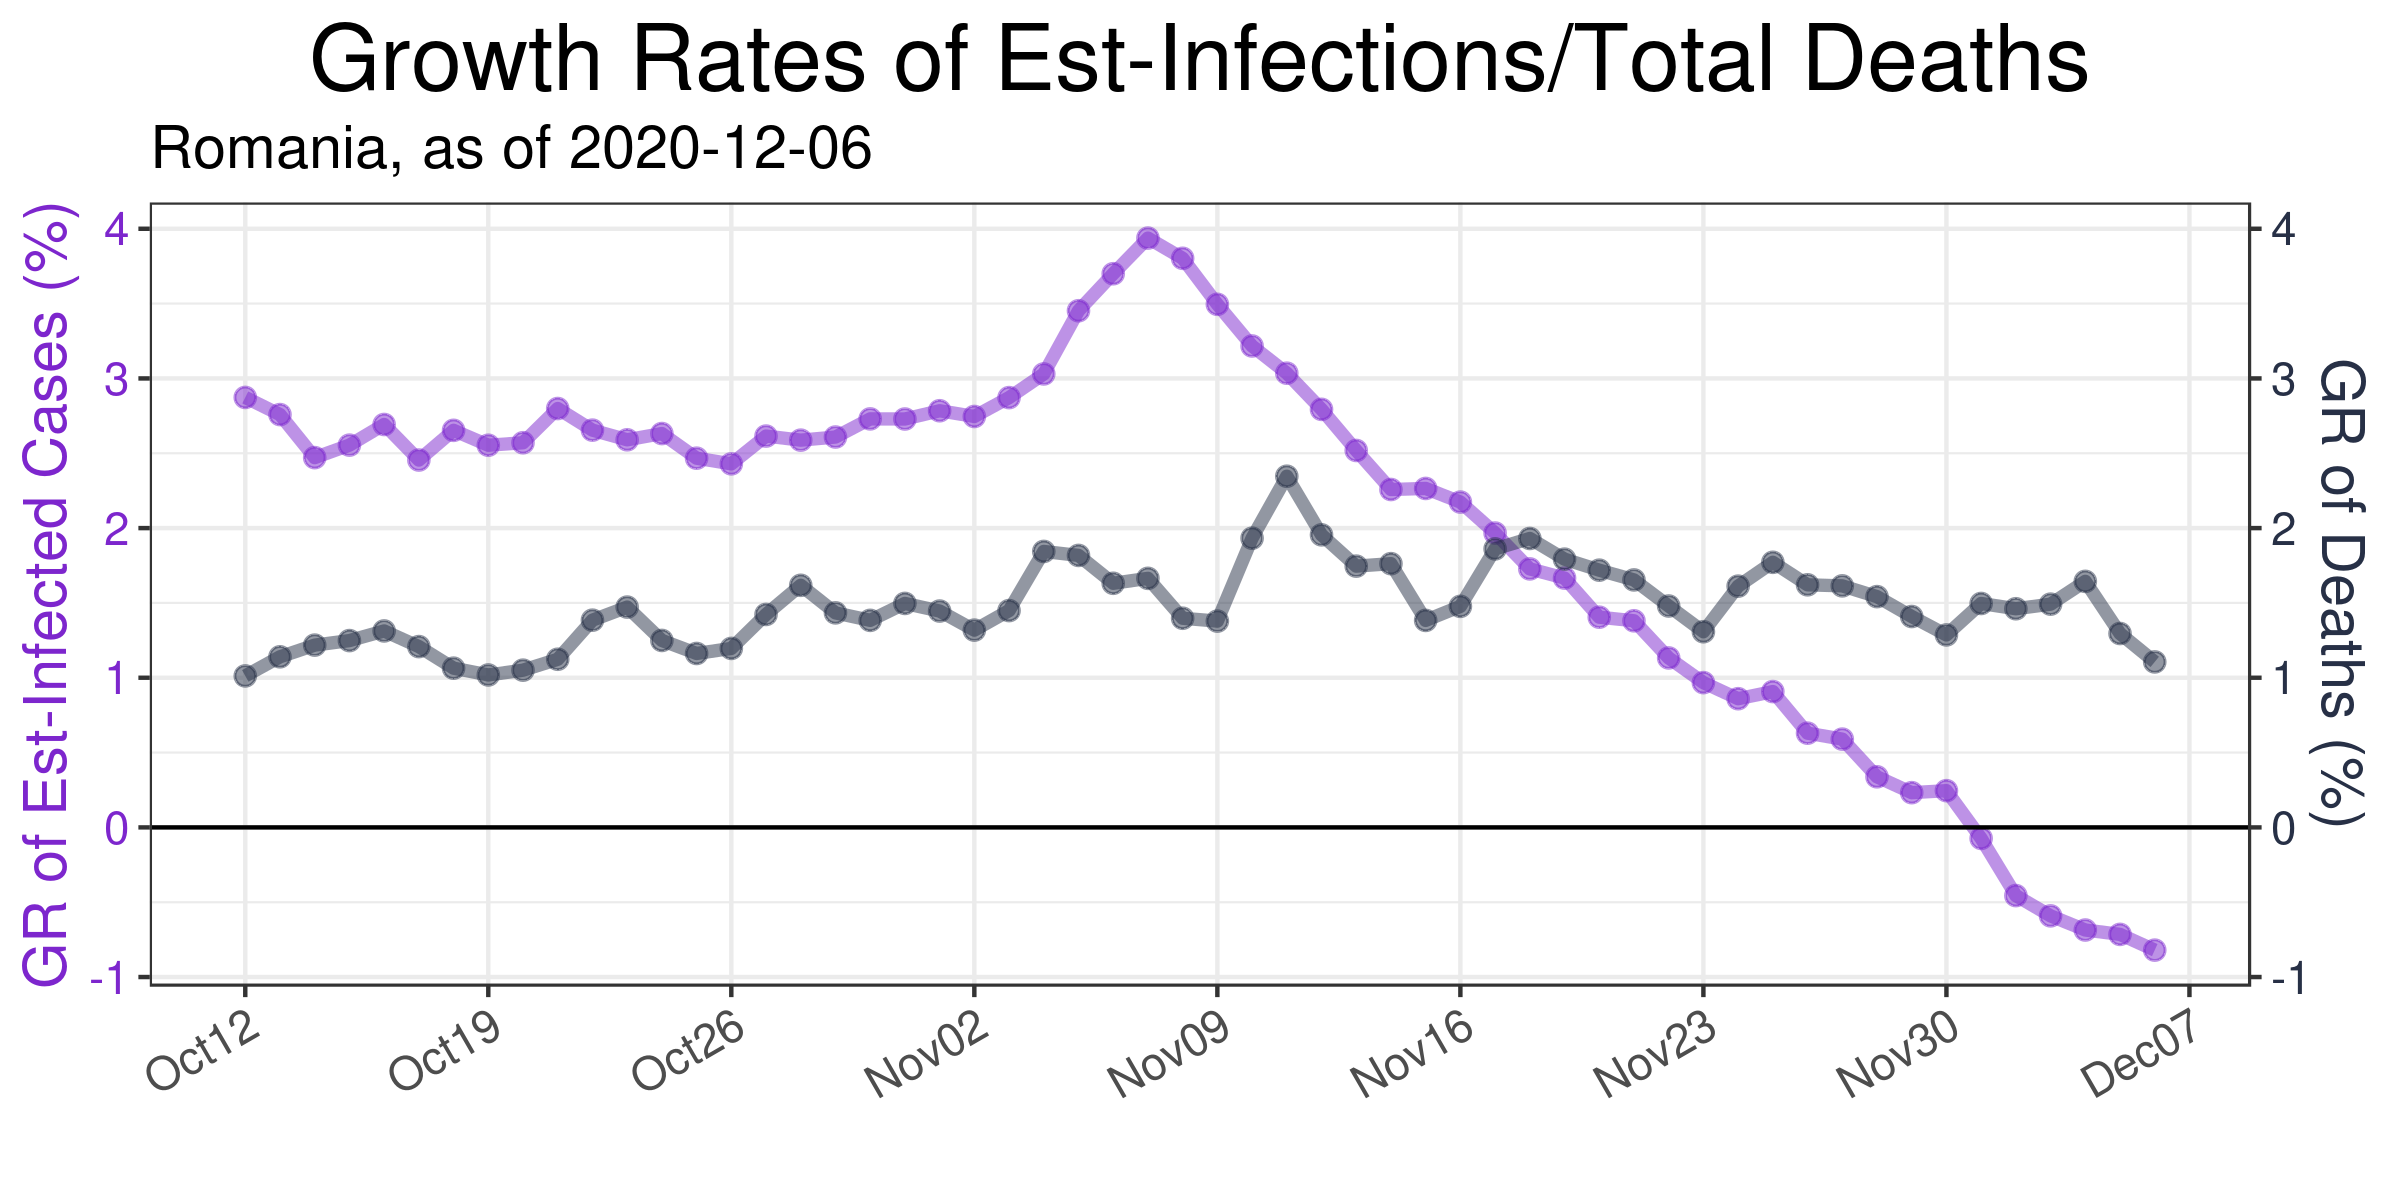 Growth Rates of Est-Infections/Total Deaths
Romania, as of 2020-12-06
GR of Est-Infected Cases (%)
4
3
2
1
0
-1
4
3
2
1
0
-1
GR of Deaths (%)
Oct12
Oct19
Oct26
Nov02
Nov09
Nov16
Nov23
Nov30
Dec07